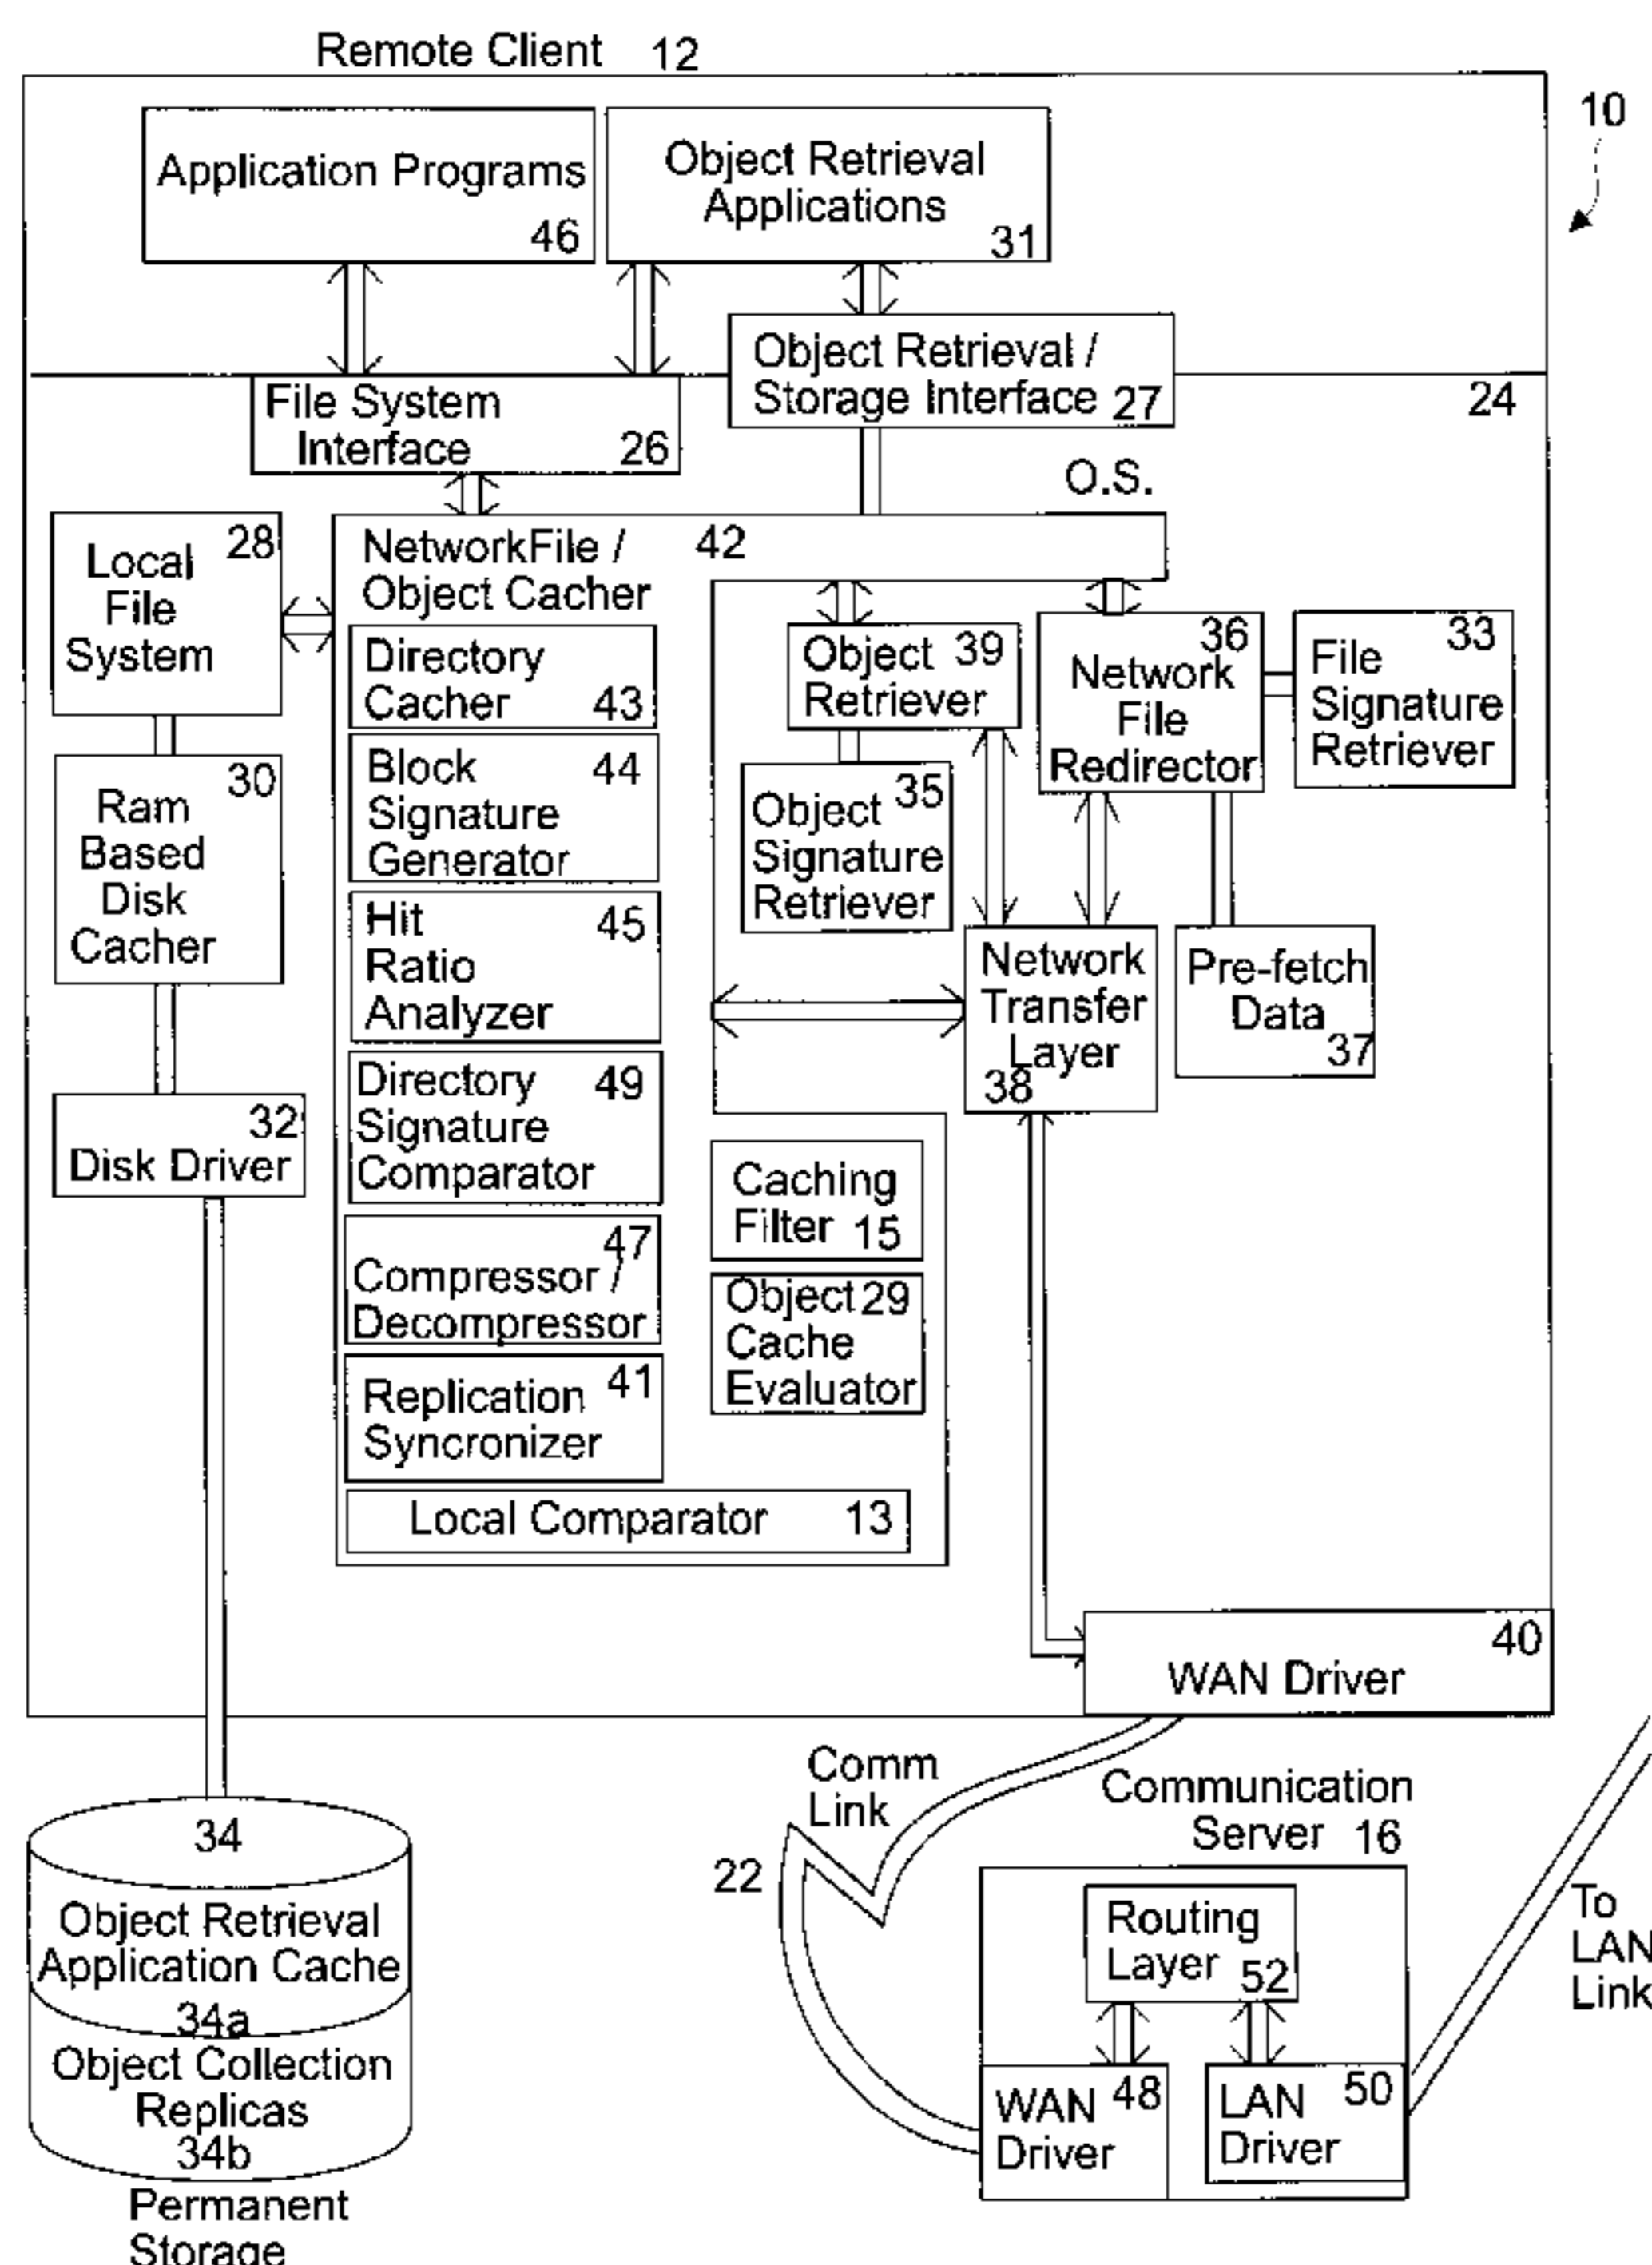 Remote Client 12
10
Application Programs
46
Object Retrieval
Applications
31
Object Retrieval /
Storage Interface 27
24
File System
Interface 26
O.S.
28
Local
File
System
NetworkFile / 42
Object Cacher
Directory
Cacher 43
Block 44
Signature
Generator
Hit 45
Ratio
Analyzer
Directory 49
Signature
Comparator
47
Compressor /
Decompressor
Replication 41
Syncronizer
Local Comparator 13
Caching
Filter 15
Object 29
Cache
Evaluator
Object 39
Retriever
Object 35
Signature
Retriever
36
Network
File
Redirector
33
File
Signature
Retriever
Network
Transfer
Layer
38
Pre-fetch
Data
37
30
Ram
Based
Disk
Cacher
32
Disk Driver
40
WAN Driver
34
Object Retrieval
Application Cache
34a
Object Collection
Replicas
34b
Permanent
Storage
Comm
Link
22
Communication
Server 16
Routing
Layer 52
WAN 48
Driver
LAN 50
Driver
To
LAN
Link